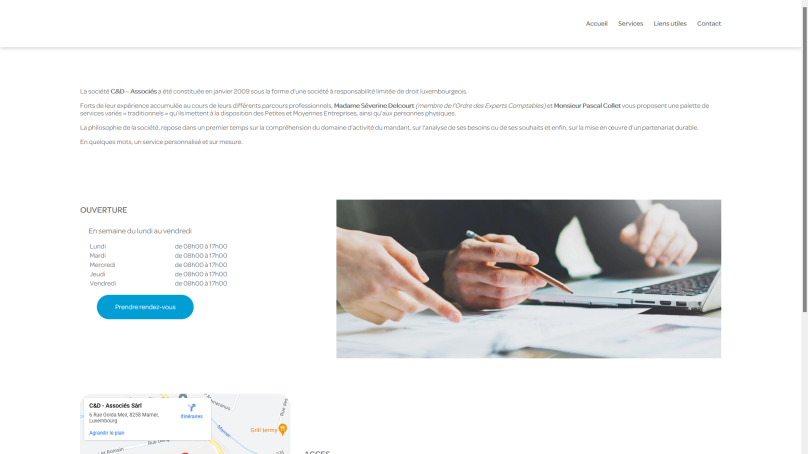 Accueil Services Liens utiles Contact
La société C&D – Associés a été constituée en janvier 2009 sous la forme d'une société à responsabilité limitée de droit luxembourgeois.
Forts de leur expérience accumulée au cours de leurs différents parcours professionnels, Madame Séverine Dolcourt (membre de l'Ordre des Experts Comptables) et Monsieur Pascal Collet vous proposent une palette de
services variés « traditionnels » qu'ils mettent à la disposition des Petites et Moyennes Entreprises, ainsi qu'aux personnes physiques.
La philosophie de la société, repose dans un premier temps sur la compréhension du domaine d'activité du mandant, sur l'analyse de ses besoins ou de ses souhaits et enfin, sur la mise en œuvre d'un partenariat durable.
En quelques mots, un service personnalisé et sur mesure.
OUVERTURE
En semaine du lundi au vendredi
Lundi de 08h00 à 17h00
Mardi de 08h00 à 17h00
Mercredi de 08h00 à 17h00
Jeudi de 08h00 à 17h00
Vendredi de 08h00 à 17h00
Prendre rendez-vous
C&D - Associés Sàrl
6 Rue Gorda Meir, 8258 Mamer,
Luxembourg
Itinéraires
Agrandir le plan
Mamer
Grill termy
ACCES